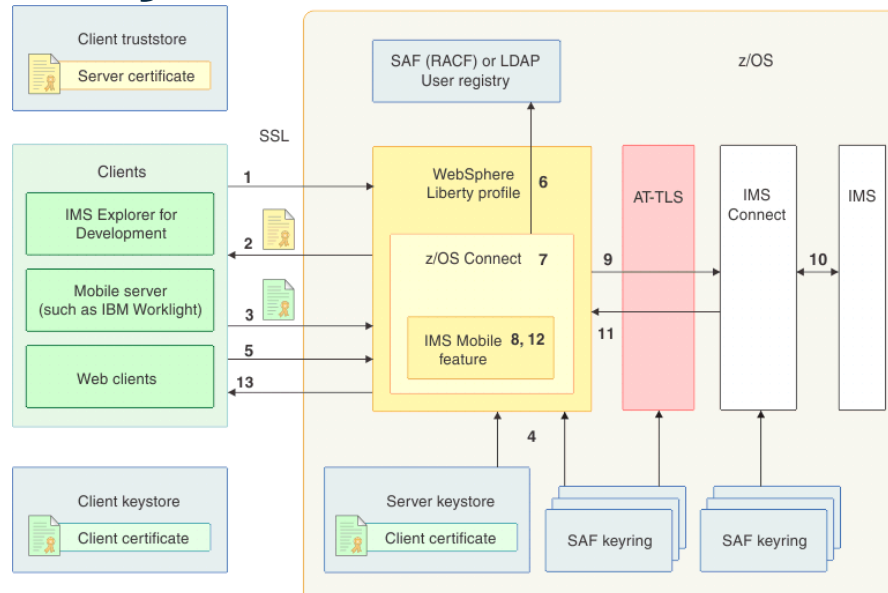 Client truststore
Server certificate
SAF (RACF) or LDAP
User registry
z/OS
SSL
Clients
IMS Explorer for
Development
Mobile server
(such as IBM Worklight)
Web clients
1
2
3
5
13
WebSphere
Liberty profile
6
z/OS Connect 7
IMS Mobile 8, 12
feature
AT-TLS
9
11
IMS
Connect
10
IMS
4
Client keystore
Client certificate
Server keystore
Client certificate
SAF keyring
SAF keyring